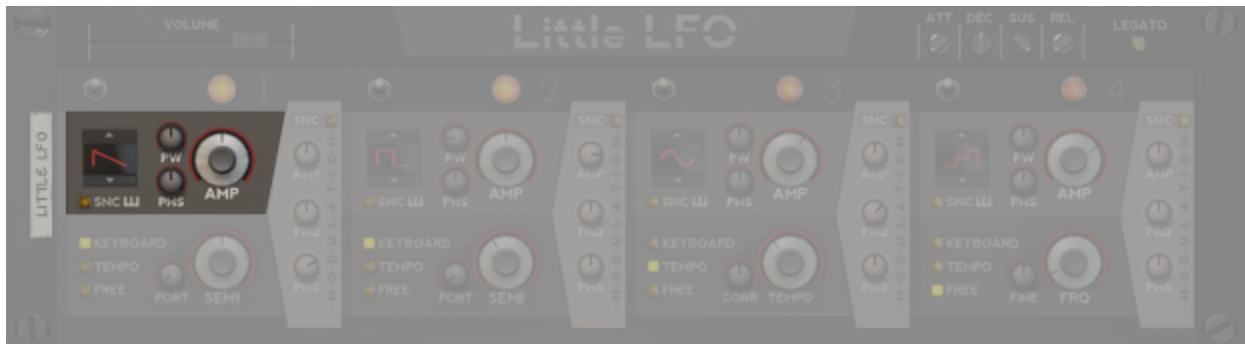 VOLUME
Little LFO
ATT DEC SUS REL
LEGATO
1
2
3
4
LITTLE LFO
PW
PHS
AMP
SNC
KEYBOARD
TEMPO
FREE
PORT
SEMI
SNC
AMP
FRQ
PHS
MODULATION
PW
PHS
AMP
SNC
KEYBOARD
TEMPO
FREE
PORT
SEMI
SNC
AMP
FRQ
PHS
MODULATION
PW
PHS
AMP
SNC
KEYBOARD
TEMPO
FREE
CORR
TEMPO
SNC
AMP
FRQ
PHS
MODULATION
PW
PHS
AMP
SNC
KEYBOARD
TEMPO
FREE
FINE
FRQ
SNC
AMP
FRQ
PHS
MODULATION